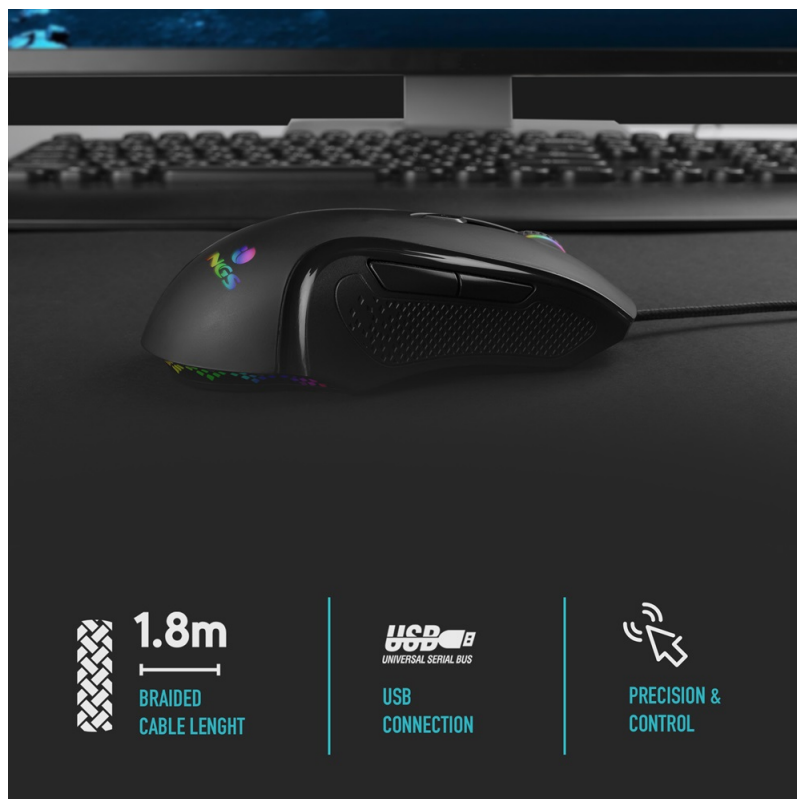 NGS
1.8m
BRAIDED
CABLE LENGHT
USB
UNIVERSAL SERIAL BUS
USB
CONNECTION
PRECISION &
CONTROL